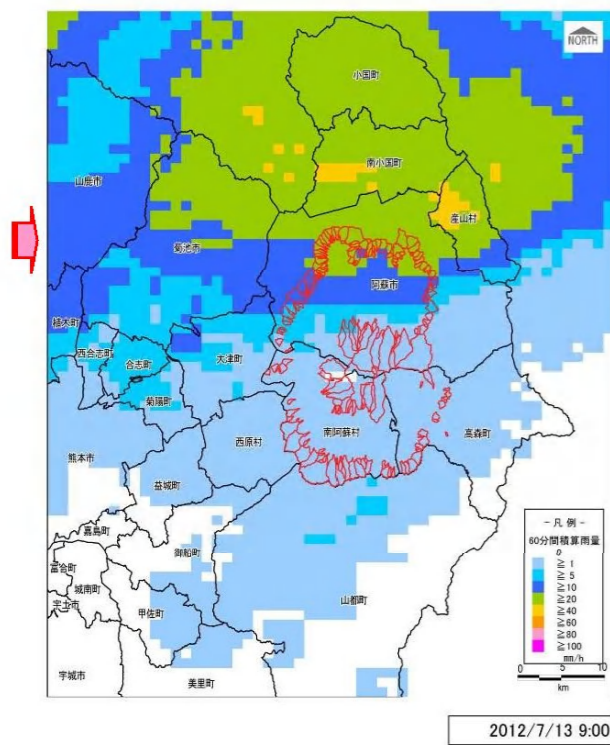 NORTH
小国町
南小国町
山鹿市
産山村
菊池市
阿蘇市
植木町
西合志町
合志町
大津町
菊陽町
熊本市
西原村
南阿蘇村
高森町
益城町
嘉島町
御船町
富合町
城南町
宇土市
甲佐町
山都町
宇城市
美里町
- 凡 例 -
60分間積算雨量
0
≧ 1
≧ 5
≧ 10
≧ 20
≧ 40
≧ 60
≧ 80
≧ 100
mm/h
0 5 10
km
2012/7/13 9:00